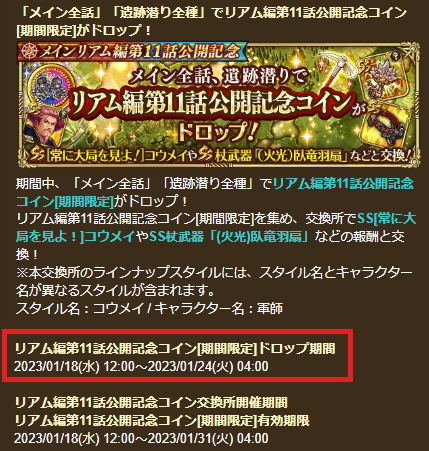 「メイン全話」「遺跡潜り全種」でリアム編第11話公開記念コイン
[期間限定]がドロップ！
メインリアム編第11話公開記念
メイン全話、遺跡潜りで
リアム編第11話公開記念コインが
ドロップ！
SS[常に大局を見よ！]コウメイやSS杖武器「(火光)臥竜羽扇」などと交換！
期間中、「メイン全話」「遺跡潜り全種」でリアム編第11話公開記念
コイン[期間限定]がドロップ！
リアム編第11話公開記念コイン[期間限定]を集め、交換所でSS[常に大
局を見よ！]コウメイやSS杖武器「(火光)臥竜羽扇」などの報酬と交
換！
※本交換所のラインナップスタイルには、スタイル名とキャラクター
名が異なるスタイルが含まれます。
スタイル名：コウメイ / キャラクター名：軍師
リアム編第11話公開記念コイン[期間限定]ドロップ期間
2023/01/18(水) 12:00～2023/01/24(火) 04:00
リアム編第11話公開記念コイン交換所開催期間
リアム編第11話公開記念コイン[期間限定]有効期限
2023/01/18(水) 12:00～2023/01/31(火) 04:00